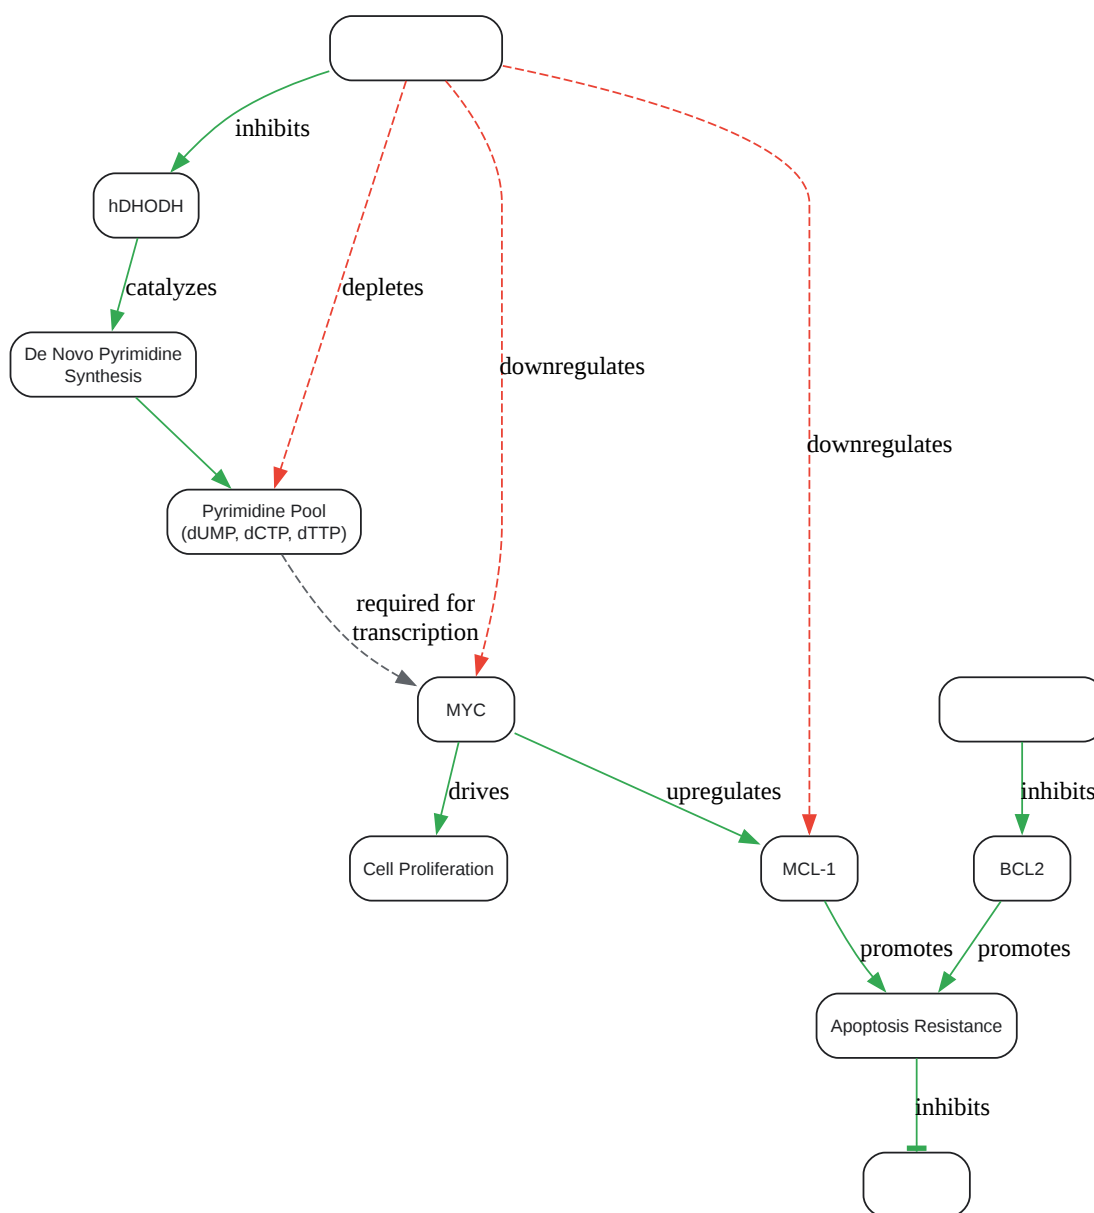 inhibits
hDHODH
catalyzes
depletes
De Novo Pyrimidine
Synthesis
downregulates
downregulates
Pyrimidine Pool
(dUMP, dCTP, dTTP)
required for
transcription
MYC
drives
upregulates
inhibits
Cell Proliferation
MCL-1
BCL2
promotes
promotes
Apoptosis Resistance
inhibits